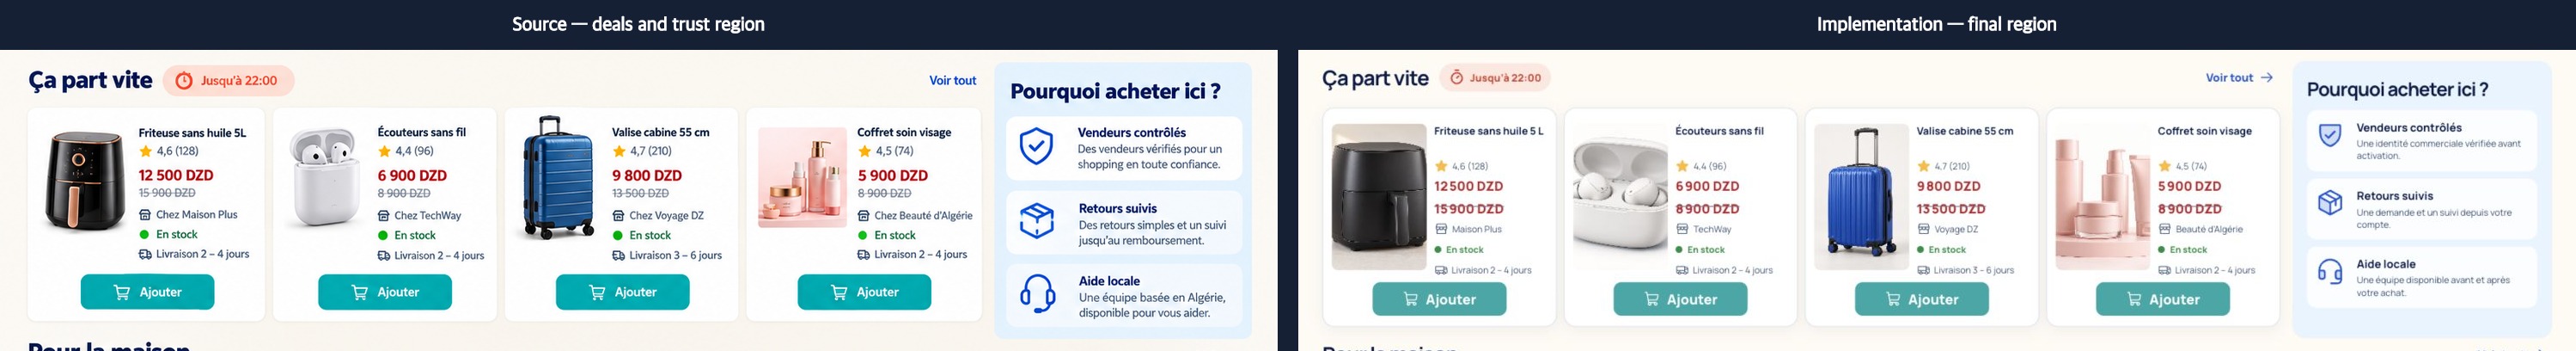 Source — deals and trust region
Ça part vite
Jusqu'à 22:00
Voir tout
Friteuse sans huile 5L
4,6 (128)
12 500 DZD
15 900 DZD
Chez Maison Plus
En stock
Livraison 2 – 4 jours
Ajouter
Écouteurs sans fil
4,4 (96)
6 900 DZD
8 900 DZD
Chez TechWay
En stock
Livraison 2 – 4 jours
Ajouter
Valise cabine 55 cm
4,7 (210)
9 800 DZD
13 500 DZD
Chez Voyage DZ
En stock
Livraison 3 – 6 jours
Ajouter
Coffret soin visage
4,5 (74)
5 900 DZD
8 900 DZD
Chez Beauté d'Algérie
En stock
Livraison 2 – 4 jours
Ajouter
Pourquoi acheter ici ?
Vendeurs contrôlés
Des vendeurs vérifiés pour un
shopping en toute confiance.
Retours suivis
Des retours simples et un suivi
jusqu'au remboursement.
Aide locale
Une équipe basée en Algérie,
disponible pour vous aider.
Pour la maison
Implementation — final region
Ça part vite
Jusqu'à 22:00
Voir tout →
Friteuse sans huile 5 L
4,6 (128)
12 500 DZD
15 900 DZD
Maison Plus
En stock
Livraison 2 – 4 jours
Ajouter
Écouteurs sans fil
4,4 (96)
6 900 DZD
8 900 DZD
TechWay
En stock
Livraison 2 – 4 jours
Ajouter
Valise cabine 55 cm
4,7 (210)
9 800 DZD
13 500 DZD
Voyage DZ
En stock
Livraison 3 – 6 jours
Ajouter
Coffret soin visage
4,5 (74)
5 900 DZD
8 900 DZD
Beauté d'Algérie
En stock
Livraison 2 – 4 jours
Ajouter
Pourquoi acheter ici ?
Vendeurs contrôlés
Une identité commerciale vérifiée avant
activation.
Retours suivis
Une demande et un suivi depuis votre
compte.
Aide locale
Une équipe disponible avant et après
votre achat.
Pour la maison